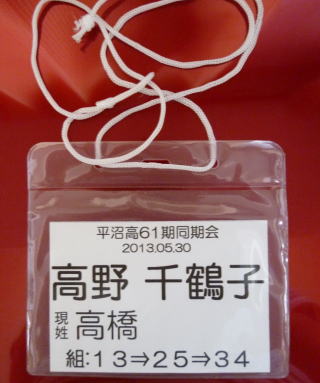 平沼高61期同期会
2013.05.30
高野 千鶴子
現姓 高橋
組:13⇒25⇒34